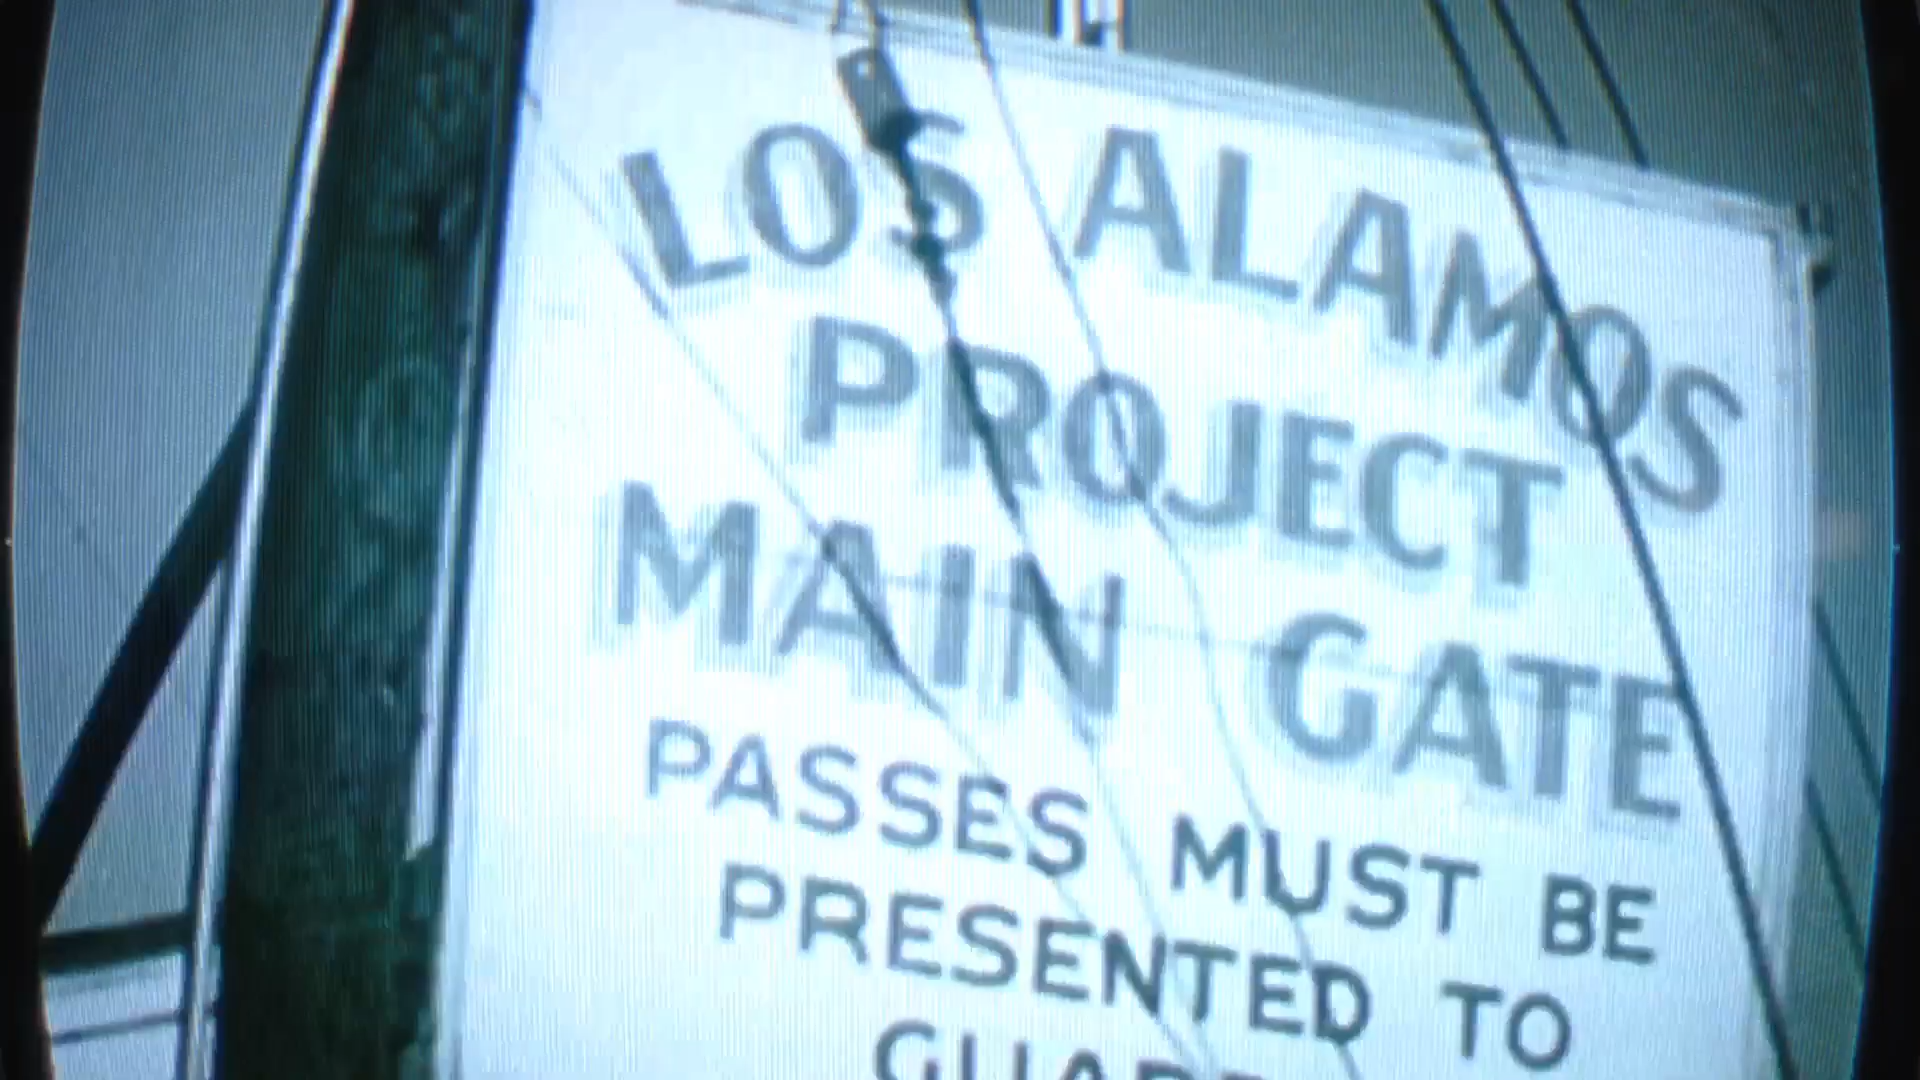 LOS ALAMOS
PROJECT
MAIN GATE
PASSES MUST BE
PRESENTED TO